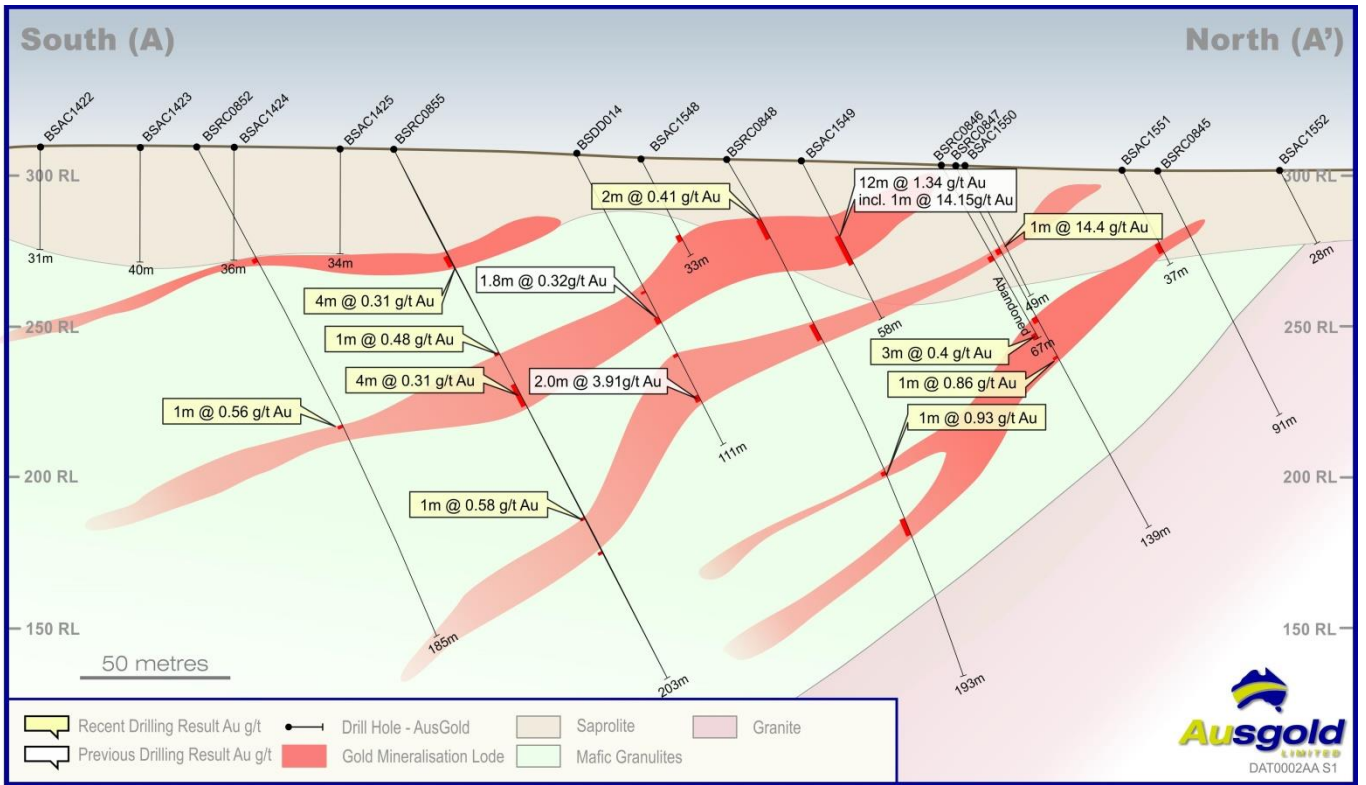 South (A)
North (A')
BSAC1422
BSAC1423
BSRC0852
BSAC1424
BSAC1425
BSRC0855
BSDD014
BSAC1548
BSRC0848
BSAC1549
BSRC0846
BSRC0847
BSAC1550
BSAC1551
BSRC0845
BSAC1552
300 RL
300 RL
12m @ 1.34 g/t Au
incl. 1m @ 14.15g/t Au
2m @ 0.41 g/t Au
1m @ 14.4 g/t Au
31m
40m
36m
34m
33m
37m
28m
4m @ 0.31 g/t Au
1.8m @ 0.32g/t Au
Abandoned
49m
250 RL
58m
250 RL
1m @ 0.48 g/t Au
67m
3m @ 0.4 g/t Au
4m @ 0.31 g/t Au
2.0m @ 3.91g/t Au
1m @ 0.86 g/t Au
1m @ 0.56 g/t Au
1m @ 0.93 g/t Au
91m
111m
200 RL
200 RL
1m @ 0.58 g/t Au
139m
150 RL
185m
150 RL
50 metres
203m
193m
Recent Drilling Result Au g/t
Drill Hole - AusGold
Saprolite
Granite
Previous Drilling Result Au g/t
Gold Mineralisation Lode
Mafic Granulites
Ausgold
LIMITED
DAT0002AA S1